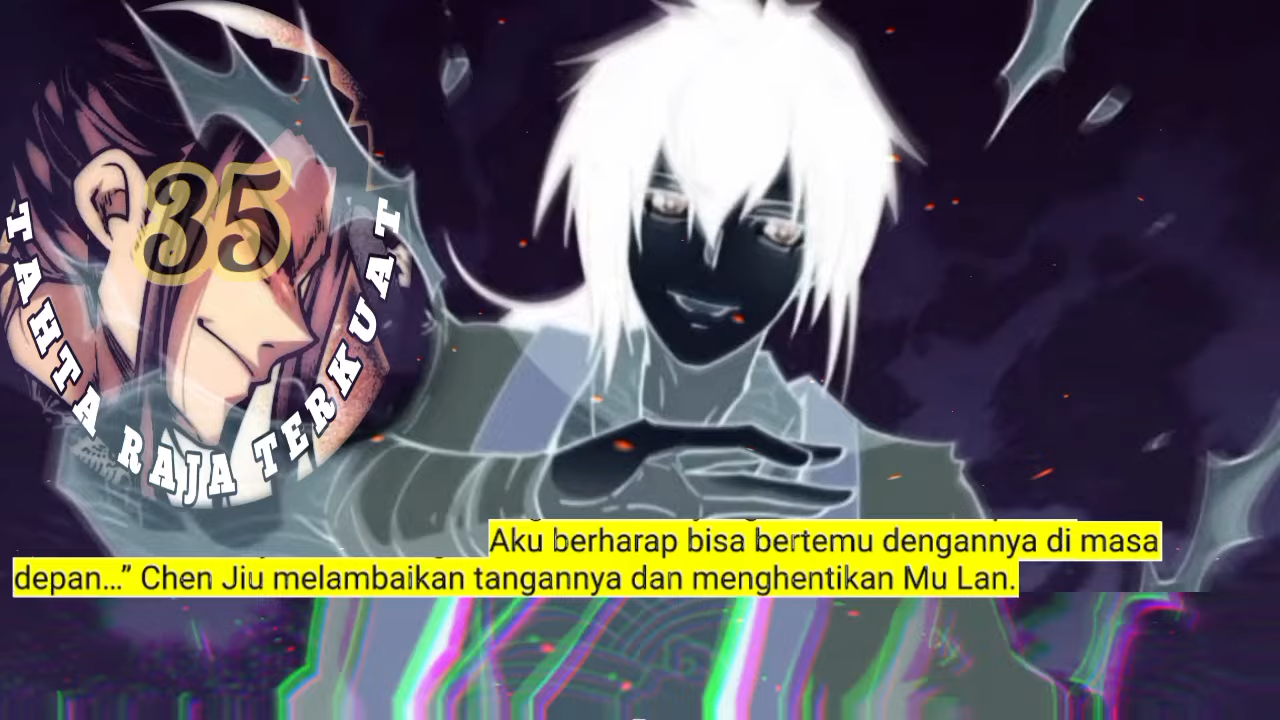 35
TAHTA RAJA TERKUAT
Aku berharap bisa bertemu dengannya di masa
depan…” Chen Jiu melambaikan tangannya dan menghentikan Mu Lan.